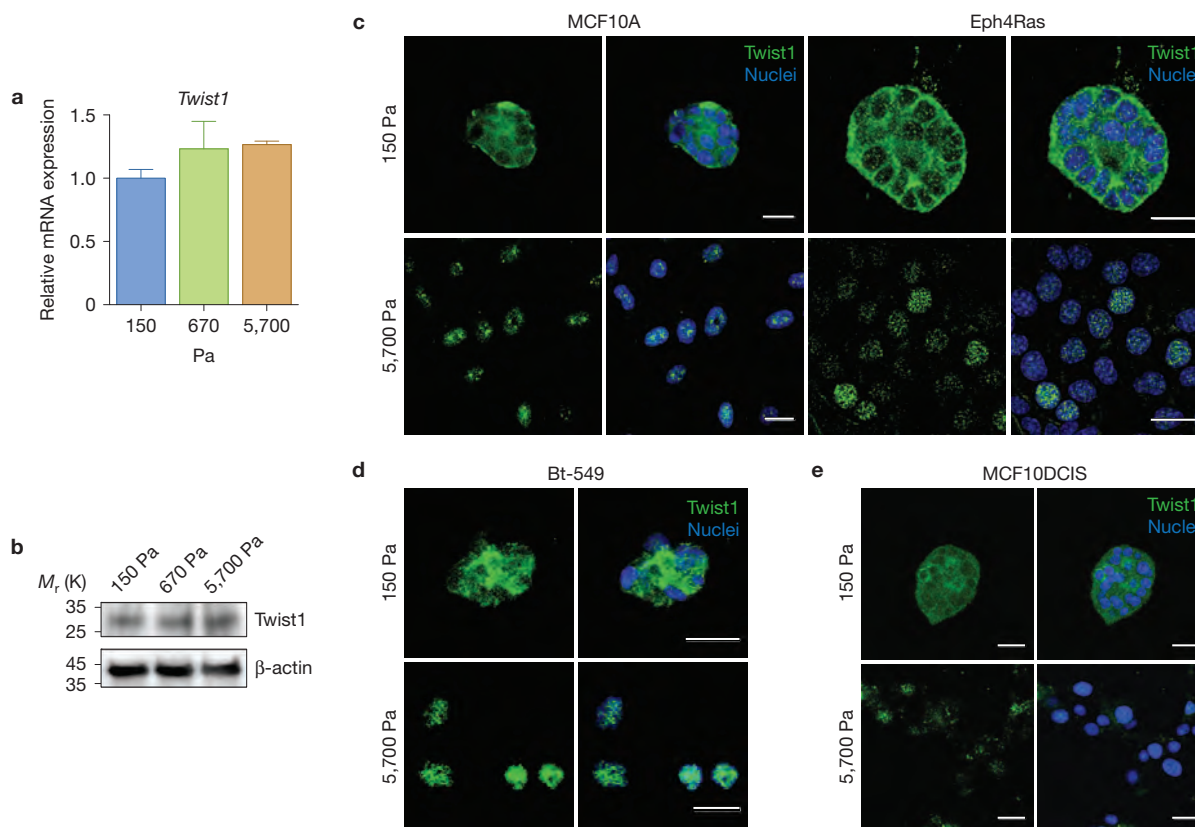 a
Twist1
Relative mRNA expression
1.5
1.0
0.5
0
150 670 5,700
Pa
b
Mr (K)
150 Pa
670 Pa
5,700 Pa
35
25
Twist1
45
35
β-actin
c
MCF10A
Eph4Ras
150 Pa
Twist1
Nuclei
Twist1
Nuclei
5,700 Pa
d
Bt-549
150 Pa
Twist1
Nuclei
5,700 Pa
e
MCF10DCIS
150 Pa
Twist1
Nuclei
5,700 Pa